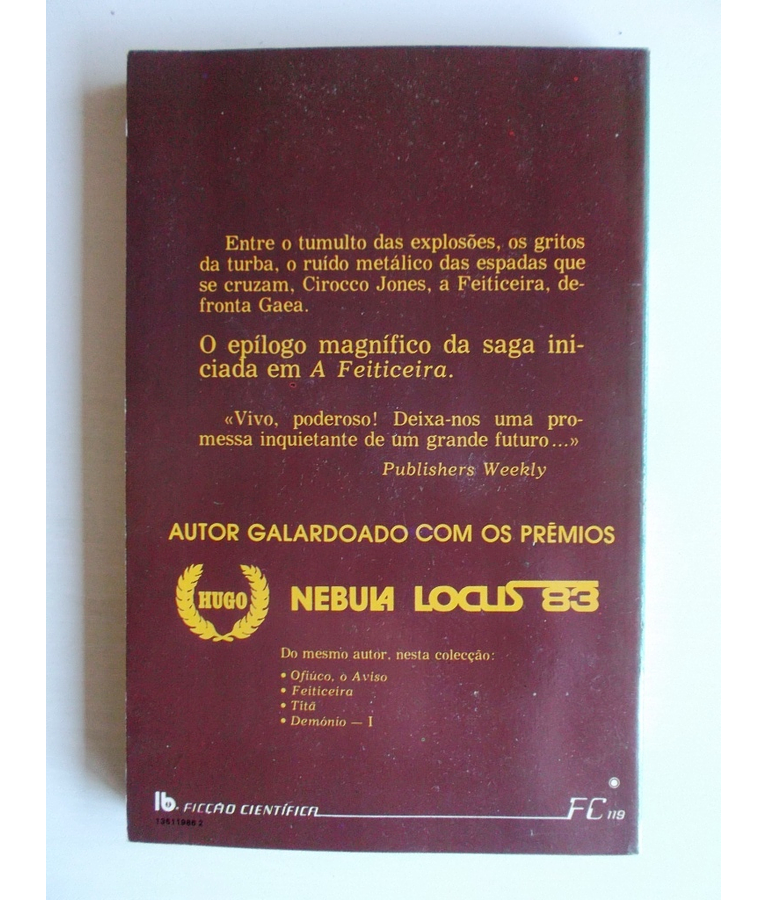 Entre o tumulto das explosões, os gritos
da turba, o ruído metálico das espadas que
se cruzam, Cirocco Jones, a Feiticeira, de-
fronta Gaea.
O epílogo magnífico da saga ini-
ciada em A Feiticeira.
«Vivo, poderoso! Deixa-nos uma pro-
messa inquietante de um grande futuro...»
Publishers Weekly
AUTOR GALARDOADO COM OS PRÉMIOS
HUGO NEBULA LOCUS 83
Do mesmo autor, nesta colecção:
• Ofiúco, o Aviso
• Feiticeira
• Titã
• Demónio — I
lb. FICÇÃO CIENTÍFICA FC 119